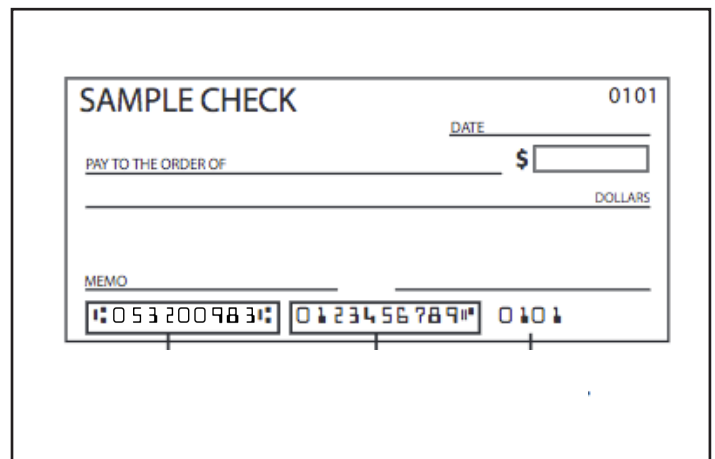 SAMPLE CHECK 0101
DATE
PAY TO THE ORDER OF $
DOLLARS
MEMO
⑆053200983⑆ 0123456789⑈ 0101